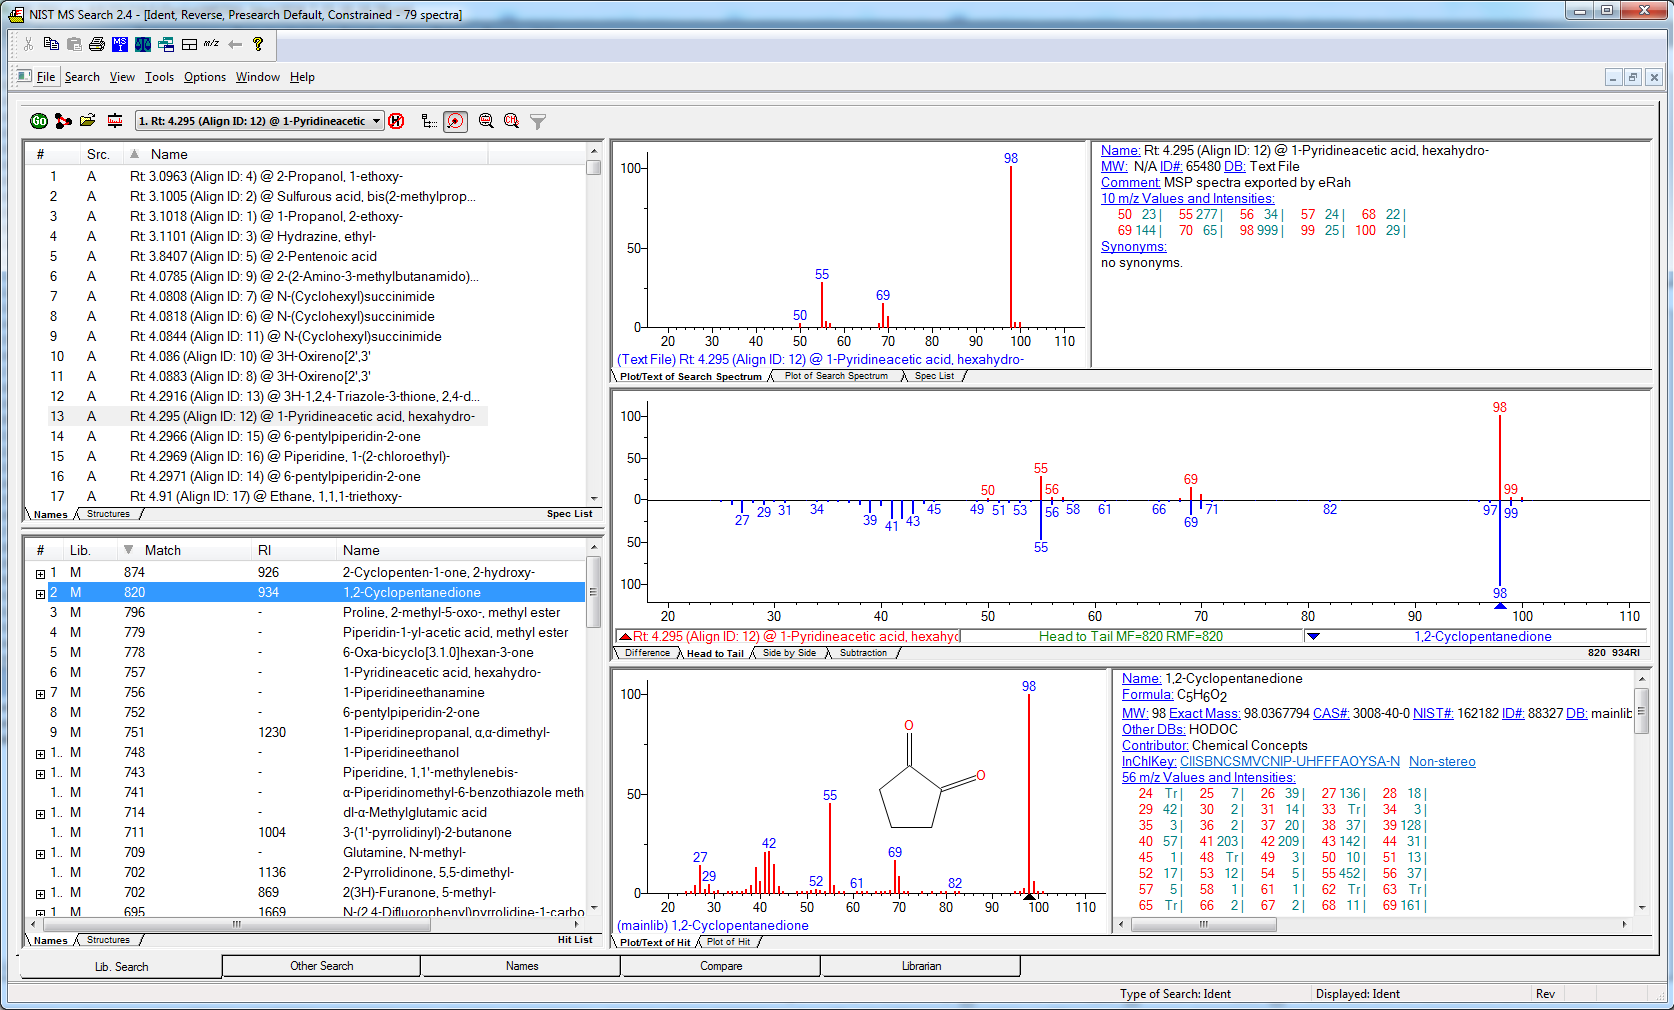 NIST MS Search 2.4 - [Ident, Reverse, Presearch Default, Constrained - 79 spectra]
MS I m/z ?
File Search View Tools Options Window Help
GO 1. Rt: 4.295 (Align ID: 12) @ 1-Pyridineacetic
# Src. Name
1 A Rt: 3.0963 (Align ID: 4) @ 2-Propanol, 1-ethoxy-
2 A Rt: 3.1005 (Align ID: 2) @ Sulfurous acid, bis(2-methylprop...
3 A Rt: 3.1018 (Align ID: 1) @ 1-Propanol, 2-ethoxy-
4 A Rt: 3.1101 (Align ID: 3) @ Hydrazine, ethyl-
5 A Rt: 3.8407 (Align ID: 5) @ 2-Pentenoic acid
6 A Rt: 4.0785 (Align ID: 9) @ 2-(2-Amino-3-methylbutanamido)...
7 A Rt: 4.0808 (Align ID: 7) @ N-(Cyclohexyl)succinimide
8 A Rt: 4.0818 (Align ID: 6) @ N-(Cyclohexyl)succinimide
9 A Rt: 4.0844 (Align ID: 11) @ N-(Cyclohexyl)succinimide
10 A Rt: 4.086 (Align ID: 10) @ 3H-Oxireno[2',3'
11 A Rt: 4.0883 (Align ID: 8) @ 3H-Oxireno[2',3'
12 A Rt: 4.2916 (Align ID: 13) @ 3H-1,2,4-Triazole-3-thione, 2,4-d...
13 A Rt: 4.295 (Align ID: 12) @ 1-Pyridineacetic acid, hexahydro-
14 A Rt: 4.2966 (Align ID: 15) @ 6-pentylpiperidin-2-one
15 A Rt: 4.2969 (Align ID: 16) @ Piperidine, 1-(2-chloroethyl)-
16 A Rt: 4.2971 (Align ID: 14) @ 6-pentylpiperidin-2-one
17 A Rt: 4.91 (Align ID: 17) @ Ethane, 1,1,1-triethoxy-
Names Structures Spec List
# Lib. Match RI Name
1 M 874 926 2-Cyclopenten-1-one, 2-hydroxy-
2 M 820 934 1,2-Cyclopentanedione
3 M 796 - Proline, 2-methyl-5-oxo-, methyl ester
4 M 779 - Piperidin-1-yl-acetic acid, methyl ester
5 M 778 - 6-Oxa-bicyclo[3.1.0]hexan-3-one
6 M 757 - 1-Pyridineacetic acid, hexahydro-
7 M 756 - 1-Piperidineethanamine
8 M 752 - 6-pentylpiperidin-2-one
9 M 751 1230 1-Piperidinepropanal, α,α-dimethyl-
1.. M 748 - 1-Piperidineethanol
1.. M 743 - Piperidine, 1,1'-methylenebis-
1.. M 741 - α-Piperidinomethyl-6-benzothiazole meth
1.. M 714 - dl-α-Methylglutamic acid
1.. M 711 1004 3-(1'-pyrrolidinyl)-2-butanone
1.. M 709 - Glutamine, N-methyl-
1.. M 702 1136 2-Pyrrolidinone, 5,5-dimethyl-
1.. M 702 869 2(3H)-Furanone, 5-methyl-
1.. M 695 1669 N-(2,4-Difluorophenyl)pyrrolidine-1-carbo
Names Structures Hit List
98
100
50
55
69
50
0
20 30 40 50 60 70 80 90 100 110
(Text File) Rt: 4.295 (Align ID: 12) @ 1-Pyridineacetic acid, hexahydro-
Plot/Text of Search Spectrum Plot of Search Spectrum Spec List
Name: Rt: 4.295 (Align ID: 12) @ 1-Pyridineacetic acid, hexahydro-
MW: N/A ID#: 65480 DB: Text File
Comment: MSP spectra exported by eRah
10 m/z Values and Intensities:
50 23| 55 277| 56 34| 57 24| 68 22|
69 144| 70 65| 98 999| 99 25| 100 29|
Synonyms:
no synonyms.
98
100
50
55
69
50 56 99
0
27 29 31 34 39 41 43 45 49 51 53 56 58 61 66 69 71 82 97 99
50
55
100
98
20 30 40 50 60 70 80 90 100 110
Rt: 4.295 (Align ID: 12) @ 1-Pyridineacetic acid, hexahyc Head to Tail MF=820 RMF=820 1,2-Cyclopentanedione
Difference Head to Tail Side by Side Subtraction 820 934RI
98
100
O
O
50
55
42
27 69
29 52 61 82
0
20 30 40 50 60 70 80 90 100 110
(mainlib) 1,2-Cyclopentanedione
Plot/Text of Hit Plot of Hit
Name: 1,2-Cyclopentanedione
Formula: C5H6O2
MW: 98 Exact Mass: 98.0367794 CAS#: 3008-40-0 NIST#: 162182 ID#: 88327 DB: mainlib
Other DBs: HODOC
Contributor: Chemical Concepts
InChIKey: CIISBNCSMVCNIP-UHFFFAOYSA-N Non-stereo
56 m/z Values and Intensities:
24 Tr| 25 7| 26 39| 27 136| 28 18|
29 42| 30 2| 31 14| 33 Tr| 34 3|
35 3| 36 2| 37 20| 38 37| 39 128|
40 57| 41 203| 42 209| 43 142| 44 31|
45 1| 48 Tr| 49 3| 50 10| 51 13|
52 17| 53 12| 54 5| 55 452| 56 37|
57 5| 58 1| 61 1| 62 Tr| 63 Tr|
65 Tr| 66 2| 67 2| 68 11| 69 161|
Lib. Search Other Search Names Compare Librarian
Type of Search: Ident Displayed: Ident Rev